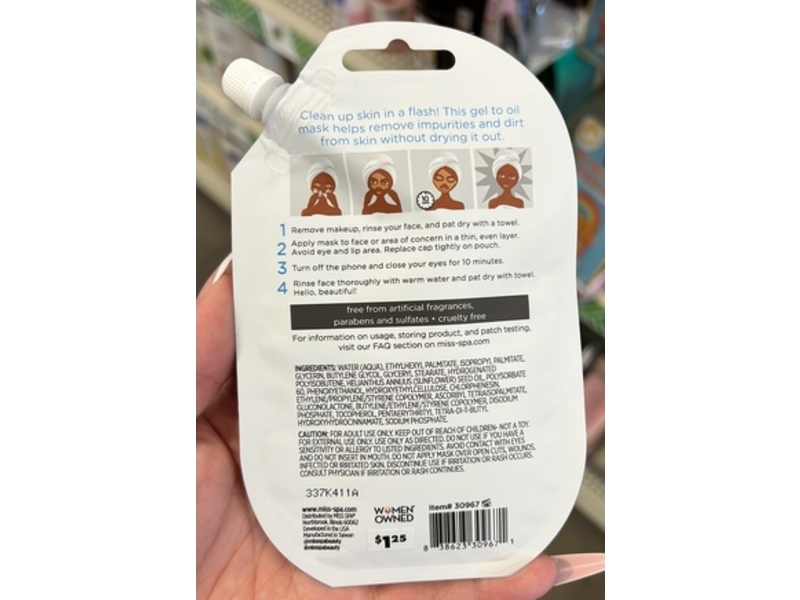 Clean up skin in a flash! This gel to oil
mask helps remove impurities and dirt
from skin without drying it out.
10
1 Remove makeup, rinse your face, and pat dry with a towel.
2 Apply mask to face or area of concern in a thin, even layer.
Avoid eye and lip area. Replace cap tightly on pouch.
3 Turn off the phone and close your eyes for 10 minutes.
4 Rinse face thoroughly with warm water and pat dry with towel.
Hello, beautiful!
free from artificial fragrances,
parabens and sulfates • cruelty free
For information on usage, storing product, and patch testing,
visit our FAQ section on miss-spa.com
INGREDIENTS: WATER (AQUA), ETHYLHEXYL PALMITATE, ISOPROPYL PALMITATE,
GLYCERIN, BUTYLENE GLYCOL, GLYCERYL STEARATE, HYDROGENATED
POLYISOBUTENE, HELIANTHUS ANNUUS (SUNFLOWER) SEED OIL, POLYSORBATE
60, PHENOXYETHANOL, HYDROXYETHYLCELLULOSE, CHLORPHENESIN,
ETHYLENE/PROPYLENE/STYRENE COPOLYMER, ASCORBYL TETRAISOPALMITATE,
GLUCONOLACTONE, BUTYLENE/ETHYLENE/STYRENE COPOLYMER, DISODIUM
PHOSPHATE, TOCOPHEROL, PENTAERYTHRITYL TETRA-DI-T-BUTYL
HYDROXYHYDROCINNAMATE, SODIUM PHOSPHATE.
CAUTION: FOR ADULT USE ONLY. KEEP OUT OF REACH OF CHILDREN- NOT A TOY.
FOR EXTERNAL USE ONLY. USE ONLY AS DIRECTED. DO NOT USE IF YOU HAVE A
SENSITIVITY OR ALLERGY TO LISTED INGREDIENTS. AVOID CONTACT WITH EYES
AND DO NOT INSERT IN MOUTH. DO NOT APPLY MASK OVER OPEN CUTS, WOUNDS,
INFECTED OR IRRITATED SKIN. DISCONTINUE USE IF IRRITATION OR RASH OCCURS.
CONSULT PHYSICIAN IF IRRITATION OR RASH CONTINUES.
337K411A
www.miss-spa.com
Distributed by MISS SPA®
Northbrook, Illinois 60062
Developed in the USA
Manufactured in Taiwan
@missspabeauty
#missspabeauty
WOMEN
OWNED
$1.25
Item# 30967
8 38623 30967 1